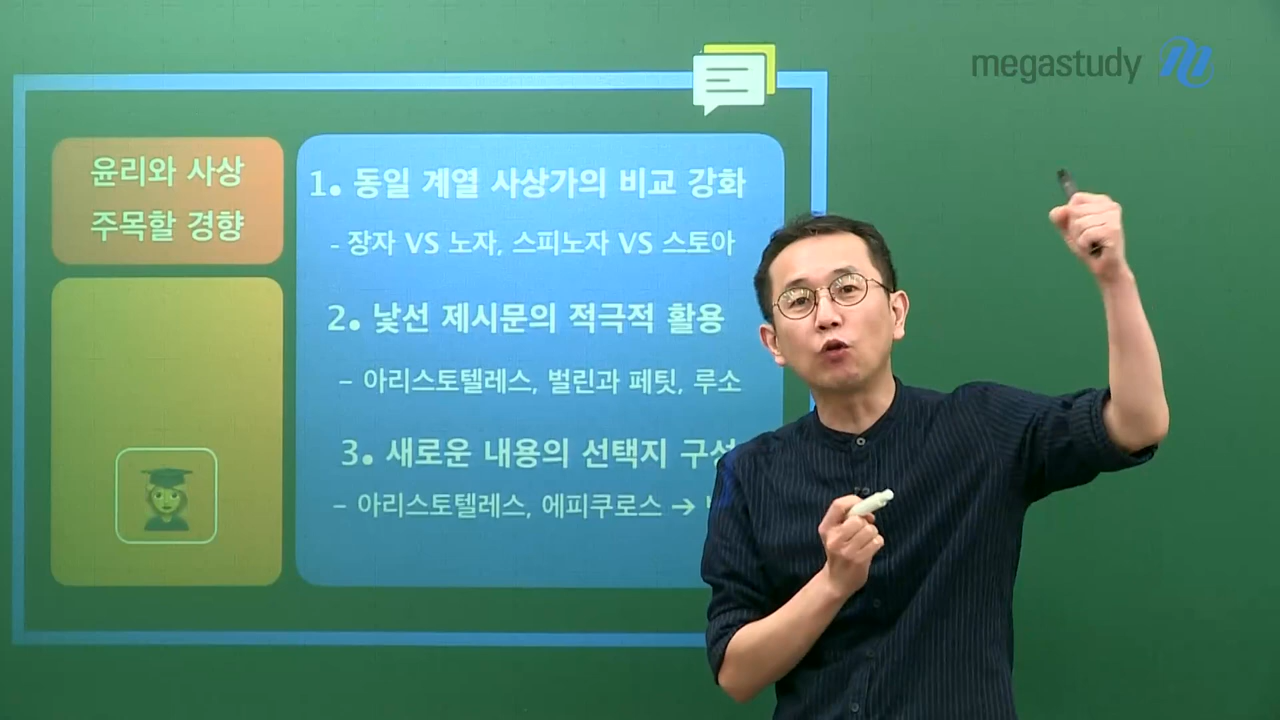 megastudy
윤리와 사상
주목할 경향
1. 동일 계열 사상가의 비교 강화
- 장자 VS 노자, 스피노자 VS 스토아
2. 낯선 제시문의 적극적 활용
- 아리스토텔레스, 벌린과 페팃, 루소
3. 새로운 내용의 선택지 구성
- 아리스토텔레스, 에피쿠로스 →